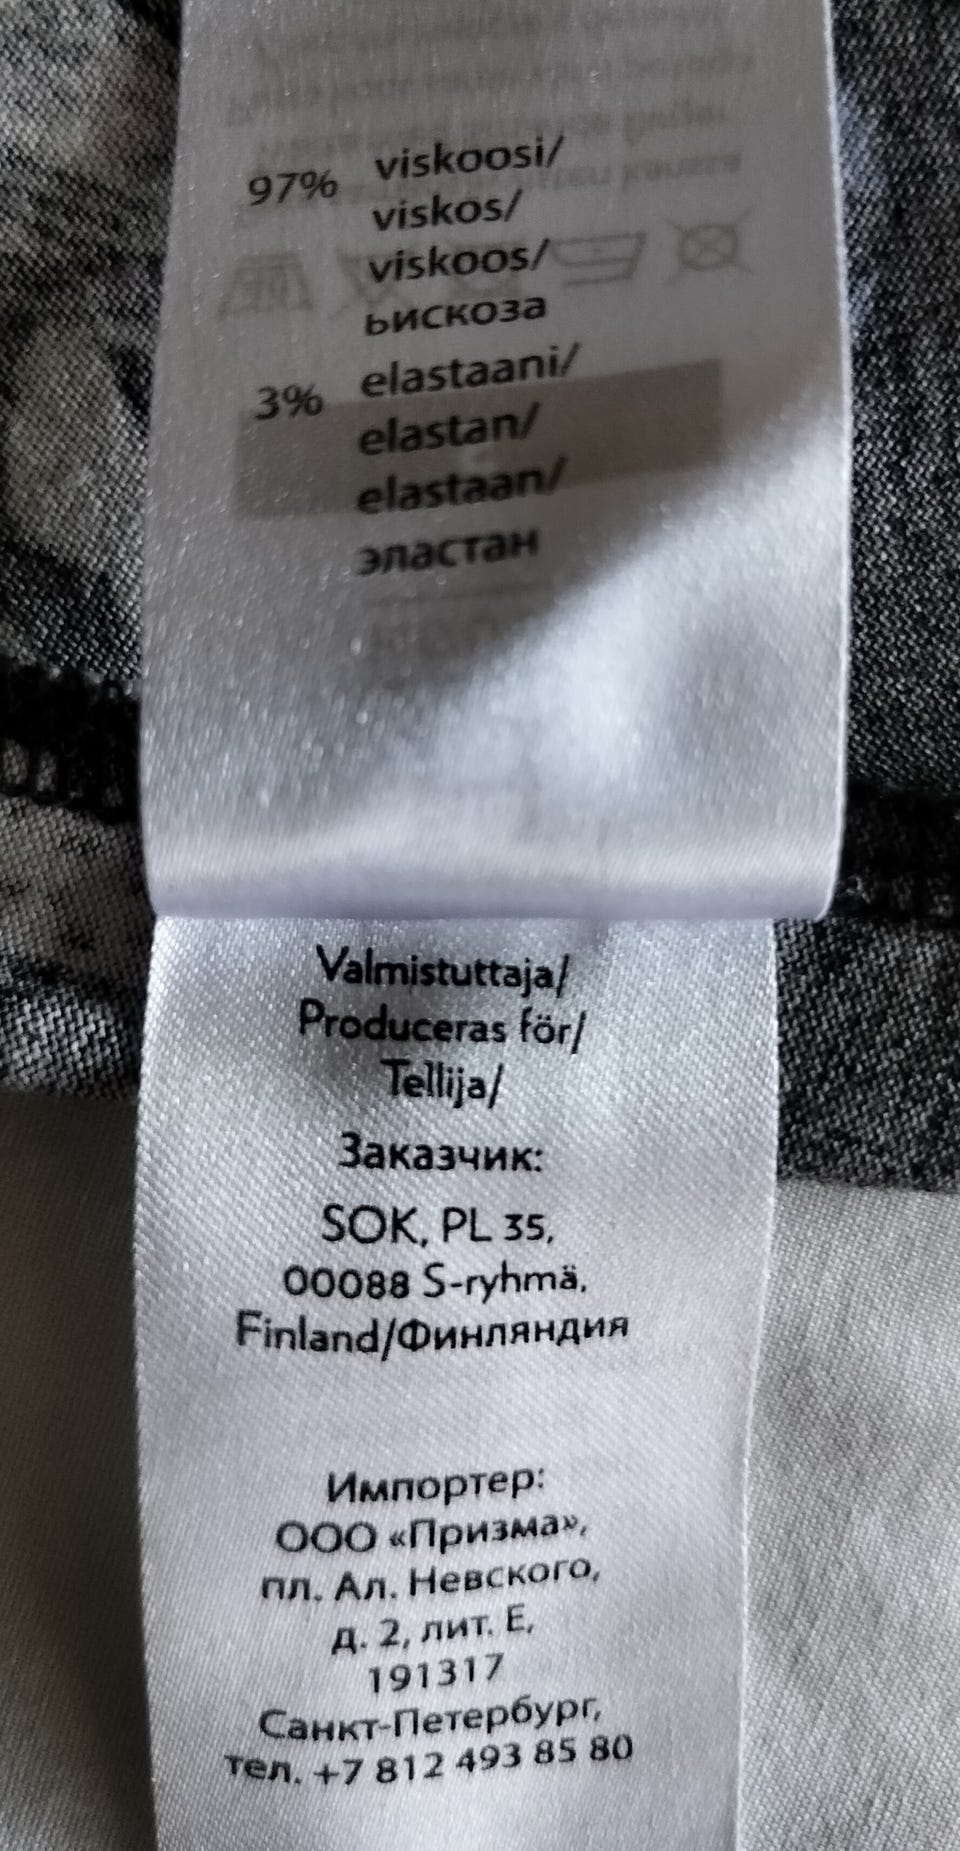 97% viskoosi/
viskos/
viskoos/
ьискоза
3% elastaani/
elastan/
elastaan/
эластан
Valmistuttaja/
Produceras för/
Tellija/
Заказчик:
SOK, PL 35,
00088 S-ryhmä,
Finland/Финляндия
Импортер:
ООО «Призма»,
пл. Ал. Невского,
д. 2, лит. Е,
191317
Санкт-Петербург,
тел. +7 812 493 85 80